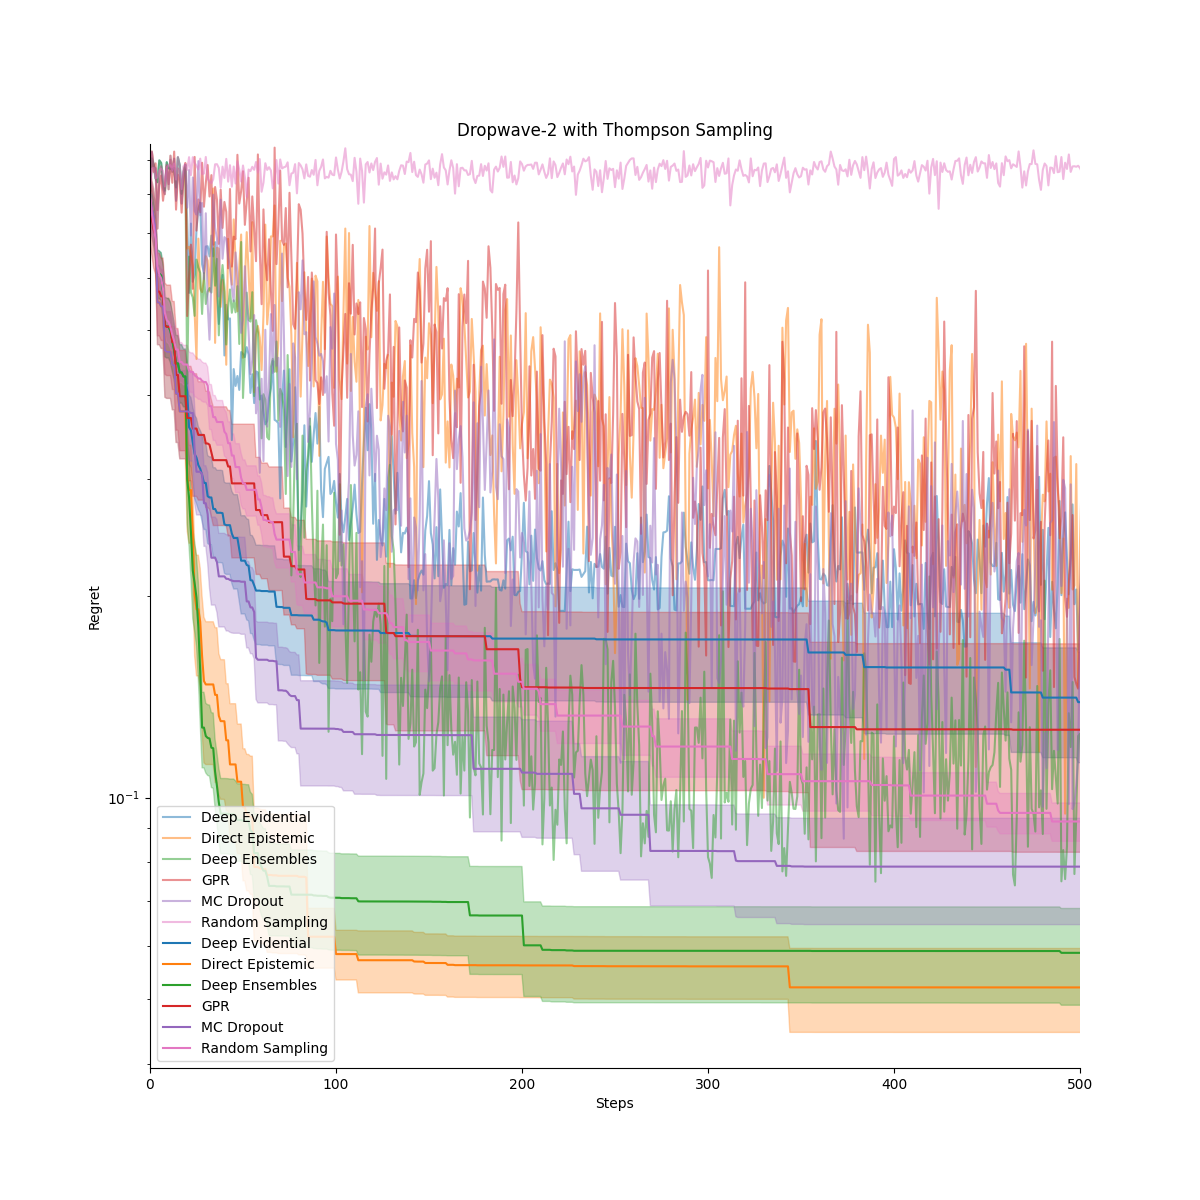 Dropwave-2 with Thompson Sampling
Regret
10⁻¹
Deep Evidential
Direct Epistemic
Deep Ensembles
GPR
MC Dropout
Random Sampling
Deep Evidential
Direct Epistemic
Deep Ensembles
GPR
MC Dropout
Random Sampling
0 100 200 300 400 500
Steps